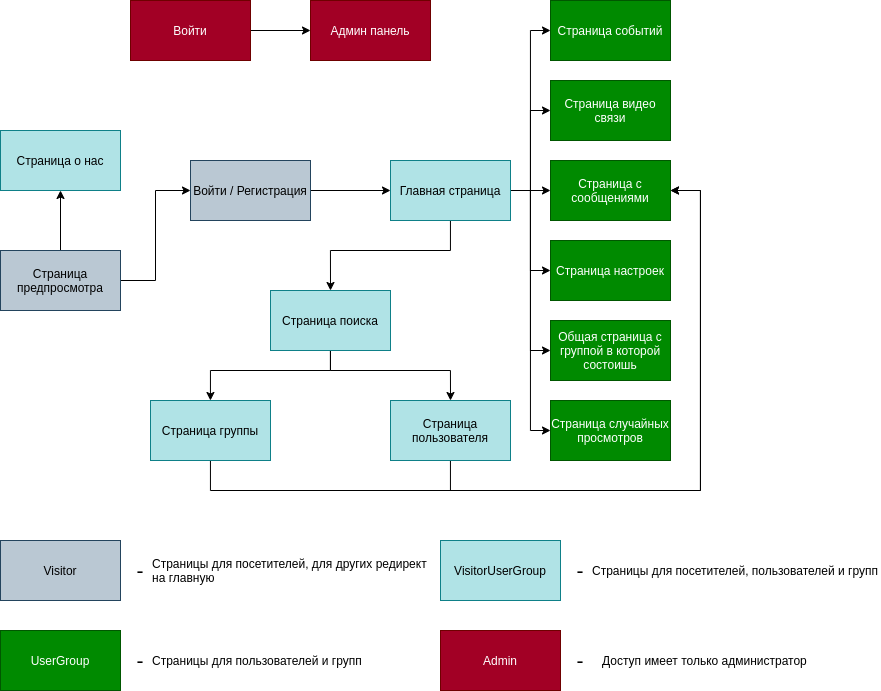 Войти
Админ панель
Страница событий
Страница видео
связи
Страница о нас
Войти / Регистрация
Главная страница
Страница с
сообщениями
Страница
предпросмотра
Страница настроек
Страница поиска
Общая страница с
группой в которой
состоишь
Страница группы
Страница
пользователя
Страница случайных
просмотров
Visitor
-
Страницы для посетителей, для других редирект
на главную
VisitorUserGroup
-
Страницы для посетителей, пользователей и групп
UserGroup
-
Страницы для пользователей и групп
Admin
-
Доступ имеет только администратор